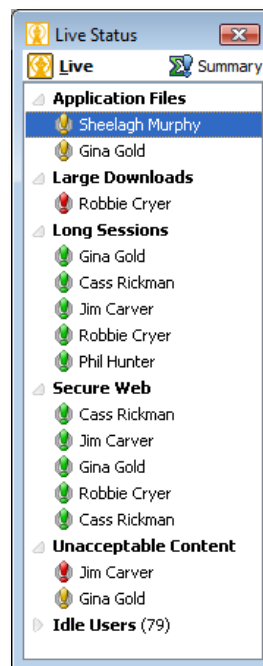 Live Status
Live Summary
Application Files
Sheelagh Murphy
Gina Gold
Large Downloads
Robbie Cryer
Long Sessions
Gina Gold
Cass Rickman
Jim Carver
Robbie Cryer
Phil Hunter
Secure Web
Cass Rickman
Jim Carver
Gina Gold
Robbie Cryer
Cass Rickman
Unacceptable Content
Jim Carver
Gina Gold
Idle Users (79)